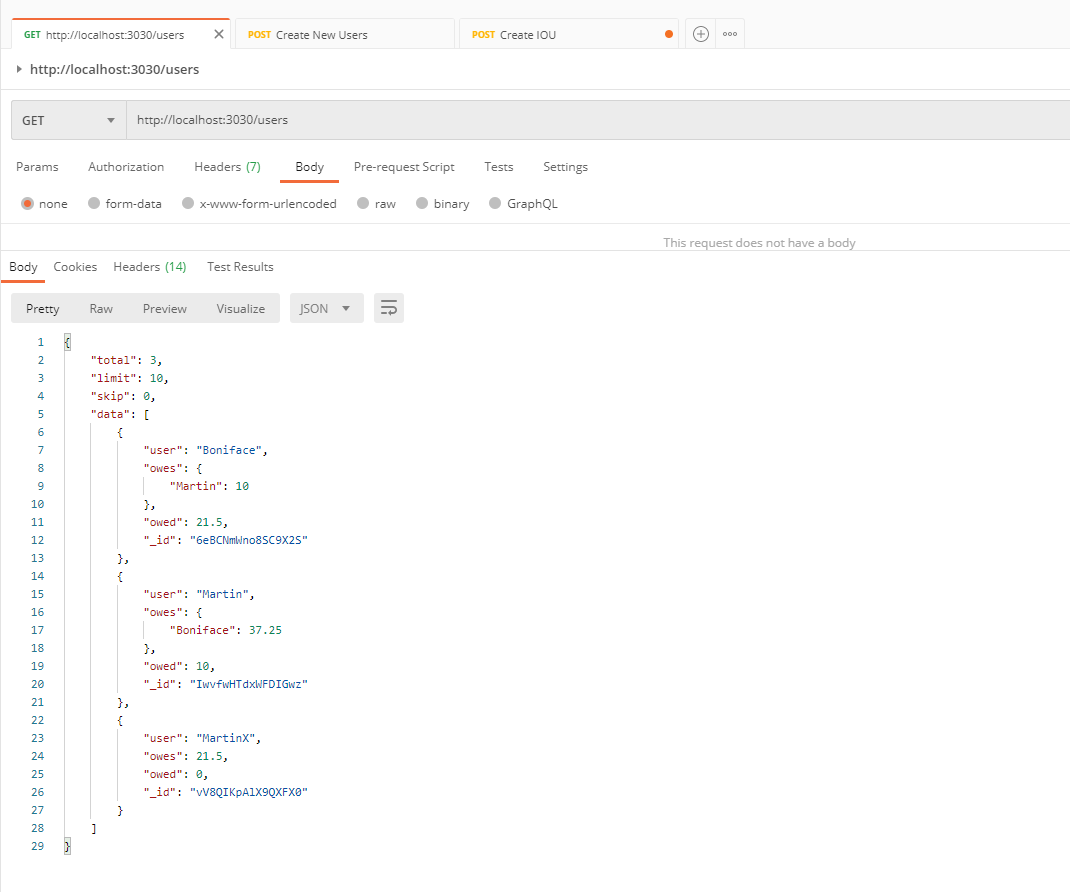 GET http://localhost:3030/users POST Create New Users POST Create IOU
http://localhost:3030/users
GET http://localhost:3030/users
Params Authorization Headers (7) Body Pre-request Script Tests Settings
none form-data x-www-form-urlencoded raw binary GraphQL
This request does not have a body
Body Cookies Headers (14) Test Results
Pretty Raw Preview Visualize JSON
1 {
2 "total": 3,
3 "limit": 10,
4 "skip": 0,
5 "data": [
6 {
7 "user": "Boniface",
8 "owes": {
9 "Martin": 10
10 },
11 "owed": 21.5,
12 "_id": "6eBCNmWno8SC9X2S"
13 },
14 {
15 "user": "Martin",
16 "owes": {
17 "Boniface": 37.25
18 },
19 "owed": 10,
20 "_id": "IwvfwHTdxWFDIGwz"
21 },
22 {
23 "user": "MartinX",
24 "owes": 21.5,
25 "owed": 0,
26 "_id": "vV8QIKpAlX9QXFX0"
27 }
28 ]
29 }